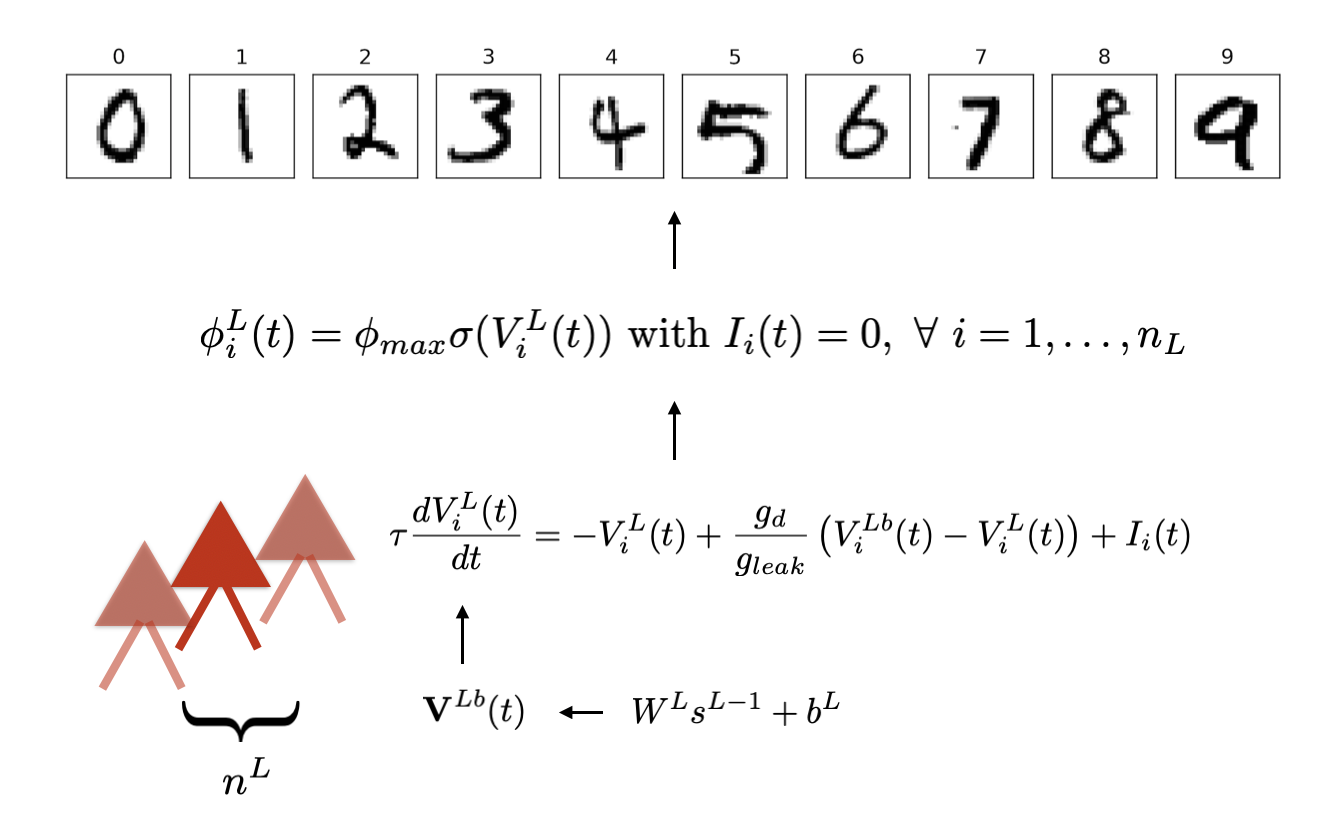 0 1 2 3 4 5 6 7 8 9
0 1 2 3 4 5 6 7 8 9
$\phi_i^L(t) = \phi_{max}\sigma(V_i^L(t))$ with $I_i(t) = 0, \ \forall \ i = 1, \ldots, n_L$
$\tau \frac{dV_i^L(t)}{dt} = -V_i^L(t) + \frac{g_d}{g_{leak}} \left(V_i^{Lb}(t) - V_i^L(t)\right) + I_i(t)$
$\mathbf{V}^{Lb}(t)$ ← $W^L s^{L-1} + b^L$
$n^L$